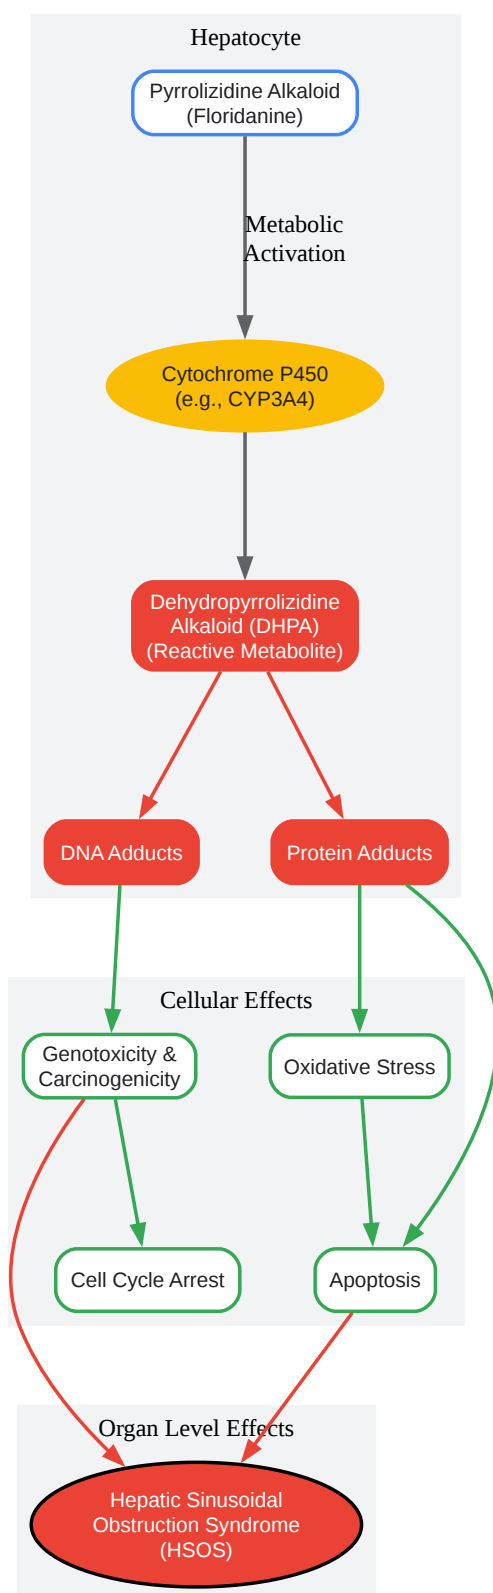 Hepatocyte
Pyrrolizidine Alkaloid
(Floridanine)
Metabolic
Activation
Cytochrome P450
(e.g., CYP3A4)
Dehydropyrrolizidine
Alkaloid (DHPA)
(Reactive Metabolite)
DNA Adducts
Protein Adducts
Cellular Effects
Genotoxicity &
Carcinogenicity
Oxidative Stress
Cell Cycle Arrest
Apoptosis
Organ Level Effects
Hepatic Sinusoidal
Obstruction Syndrome
(HSOS)